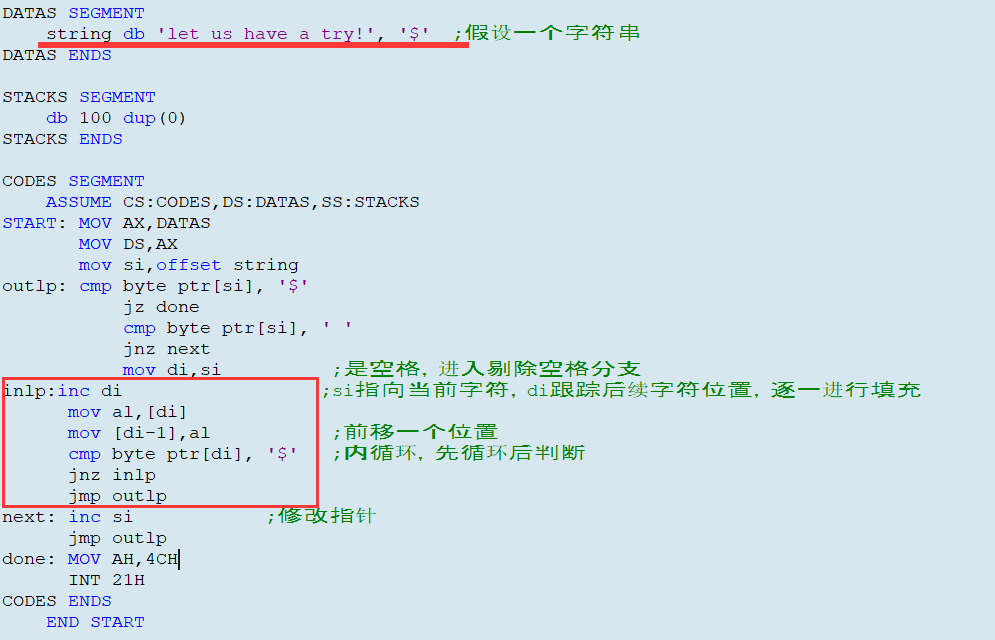 DATAS SEGMENT
    string db 'let us have a try!', '$'  ;假设一个字符串
DATAS ENDS

STACKS SEGMENT
    db 100 dup(0)
STACKS ENDS

CODES SEGMENT
    ASSUME CS:CODES,DS:DATAS,SS:STACKS
START: MOV AX,DATAS
       MOV DS,AX
       mov si,offset string
outlp: cmp byte ptr[si], '$'
           jz done
           cmp byte ptr[si], ' '
           jnz next
           mov di,si          ;是空格,进入剔除空格分支
inlp:inc di                  ;si指向当前字符,di跟踪后续字符位置,逐一进行填充
      mov al,[di]
      mov [di-1],al           ;前移一个位置
      cmp byte ptr[di], '$'   ;内循环,先循环后判断
      jnz inlp
      jmp outlp
next: inc si            ;修改指针
      jmp outlp
done: MOV AH,4CH
      INT 21H
CODES ENDS
    END START